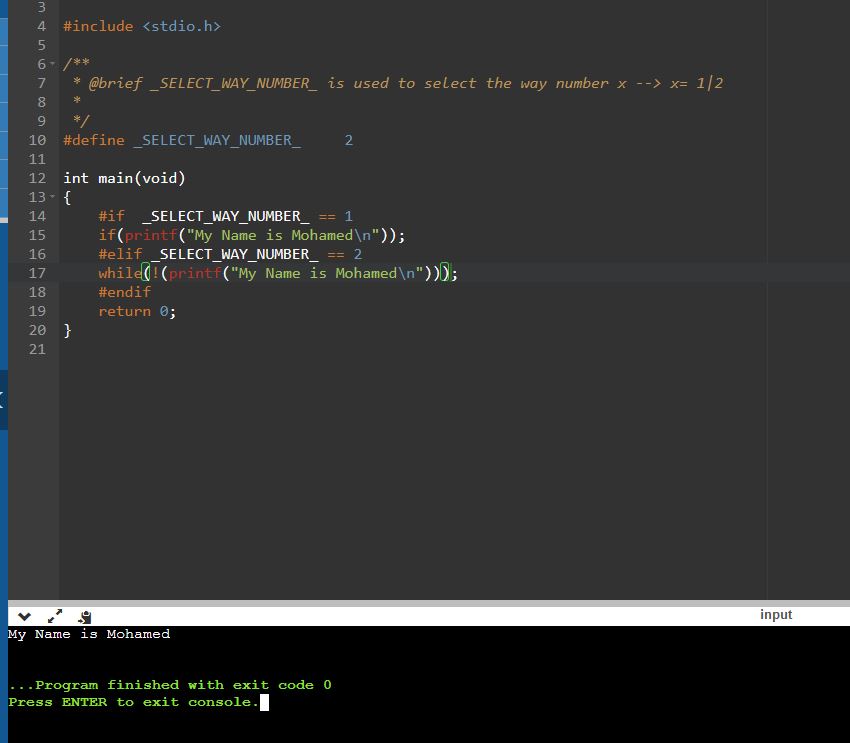 3
4 #include <stdio.h>
5
6 /**
7 * @brief _SELECT_WAY_NUMBER_ is used to select the way number x --> x= 1|2
8 *
9 */
10 #define _SELECT_WAY_NUMBER_ 2
11
12 int main(void)
13 {
14 #if _SELECT_WAY_NUMBER_ == 1
15 if(printf("My Name is Mohamed\n"));
16 #elif _SELECT_WAY_NUMBER_ == 2
17 while(!(printf("My Name is Mohamed\n")));
18 #endif
19 return 0;
20 }
21
input
My Name is Mohamed
...Program finished with exit code 0
Press ENTER to exit console.